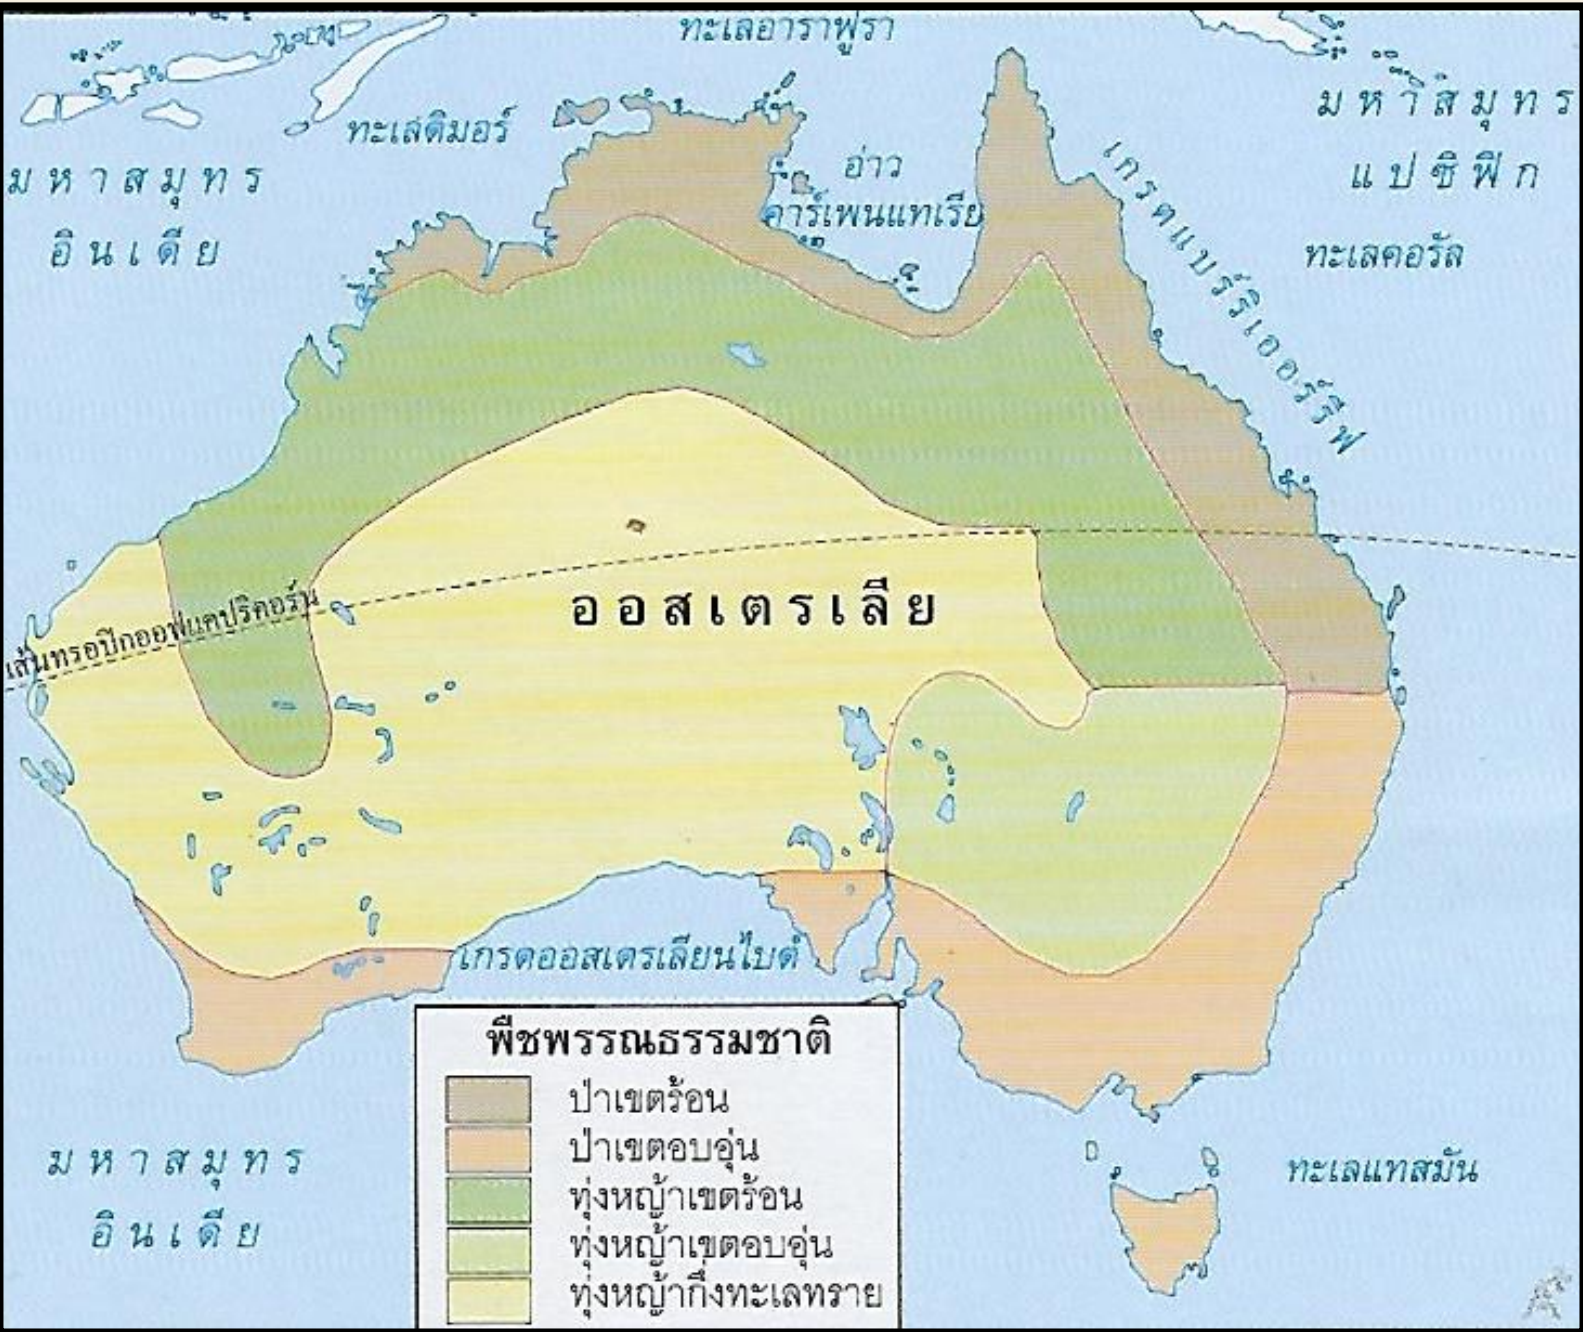 ทะเลอาราฟูรา
ทะเลติมอร์
มหาสมุทร
แปซิฟิก
มหาสมุทร
อินเดีย
อ่าว
คาร์เพนแทเรีย
เกรตแบร์ริเออร์รีฟ
ทะเลคอรัล
ออสเตรเลีย
เส้นทรอปิกออฟแคปริคอร์น
เกรตออสเตรเลียนไบต์
พืชพรรณธรรมชาติ
ป่าเขตร้อน
ป่าเขตอบอุ่น
ทุ่งหญ้าเขตร้อน
ทุ่งหญ้าเขตอบอุ่น
ทุ่งหญ้ากึ่งทะเลทราย
มหาสมุทร
อินเดีย
ทะเลแทสมัน